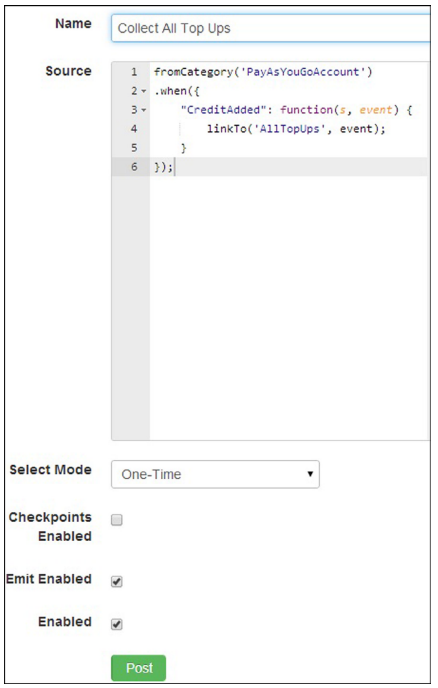 Name
Collect All Top Ups
Source
1 fromCategory('PayAsYouGoAccount')
2 .when({
3 "CreditAdded": function(s, event) {
4 linkTo('AllTopUps', event);
5 }
6 });
Select Mode
One-Time
Checkpoints
Enabled
Emit Enabled
Enabled
Post